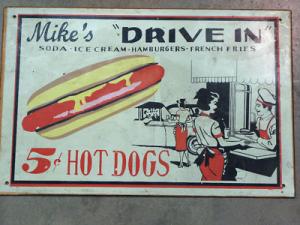 Mike's "DRIVE IN"
SODA · ICE CREAM · HAMBURGERS · FRENCH FRIES
5¢ HOT DOGS